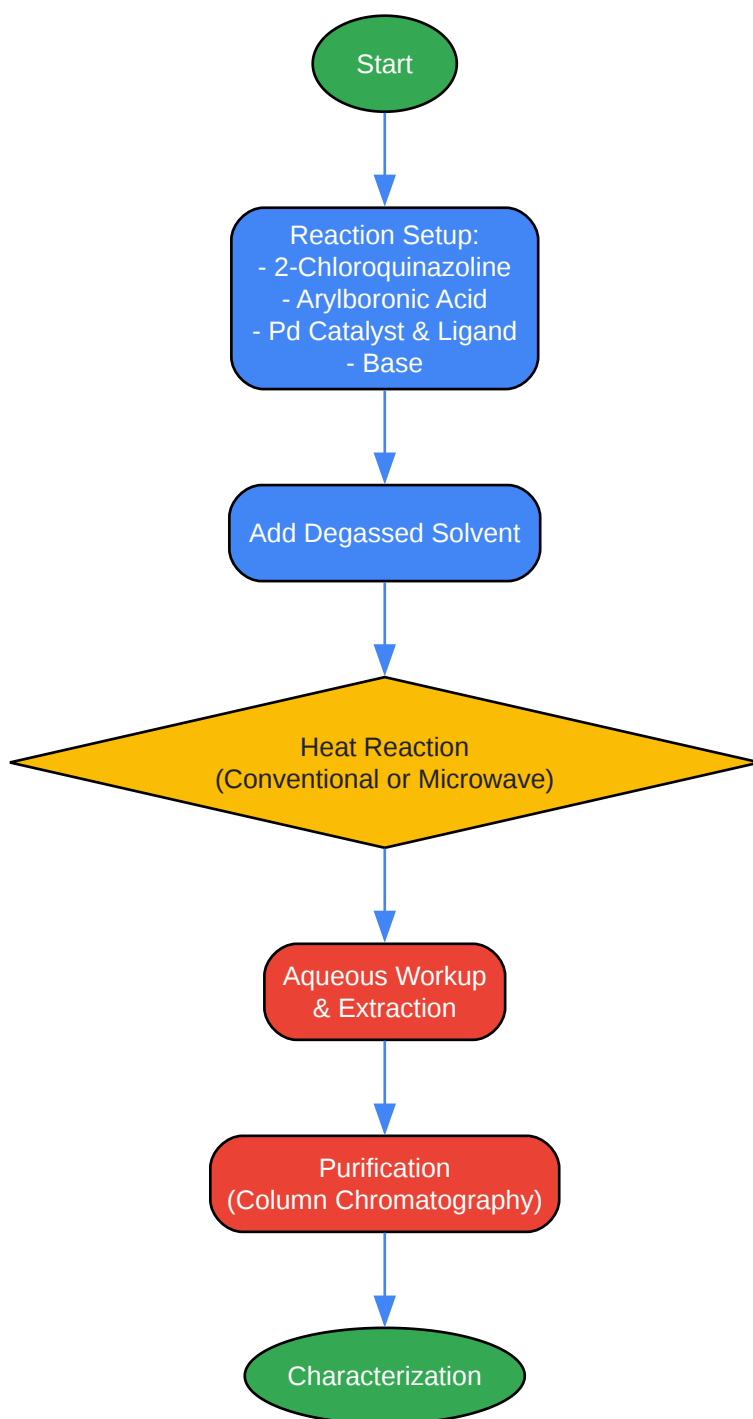 Start
Reaction Setup:
- 2-Chloroquinazoline
- Arylboronic Acid
- Pd Catalyst & Ligand
- Base
Add Degassed Solvent
Heat Reaction
(Conventional or Microwave)
Aqueous Workup
& Extraction
Purification
(Column Chromatography)
Characterization